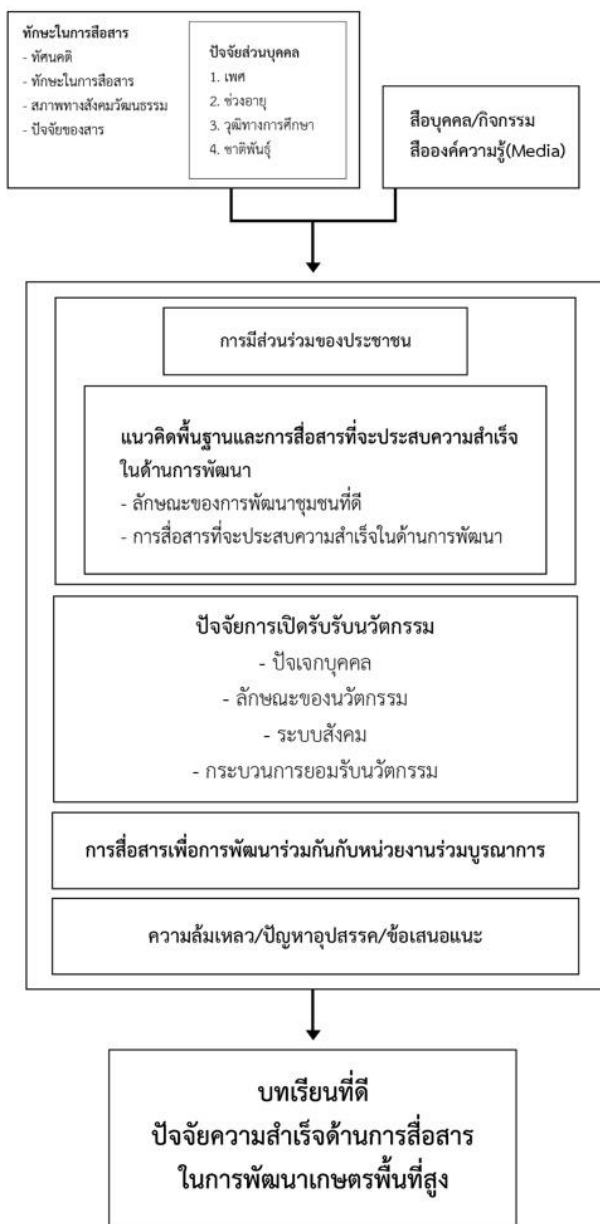 ทักษะในการสื่อสาร
- ทัศนคติ
- ทักษะในการสื่อสาร
- สภาพทางสังคมวัฒนธรรม
- ปัจจัยของสาร
ปัจจัยส่วนบุคคล
1. เพศ
2. ช่วงอายุ
3. วุฒิทางการศึกษา
4. ชาติพันธุ์
สื่อบุคคล/กิจกรรม
สื่อองค์ความรู้(Media)
การมีส่วนร่วมของประชาชน
แนวคิดพื้นฐานและการสื่อสารที่จะประสบความสำเร็จ
ในด้านการพัฒนา
- ลักษณะของการพัฒนาชุมชนที่ดี
- การสื่อสารที่จะประสบความสำเร็จในด้านการพัฒนา
ปัจจัยการเปิดรับรับนวัตกรรม
- ปัจเจกบุคคล
- ลักษณะของนวัตกรรม
- ระบบสังคม
- กระบวนการยอมรับนวัตกรรม
การสื่อสารเพื่อการพัฒนาร่วมกันกับหน่วยงานร่วมบูรณาการ
ความล้มเหลว/ปัญหาอุปสรรค/ข้อเสนอแนะ
บทเรียนที่ดี
ปัจจัยความสำเร็จด้านการสื่อสาร
ในการพัฒนาเกษตรพื้นที่สูง